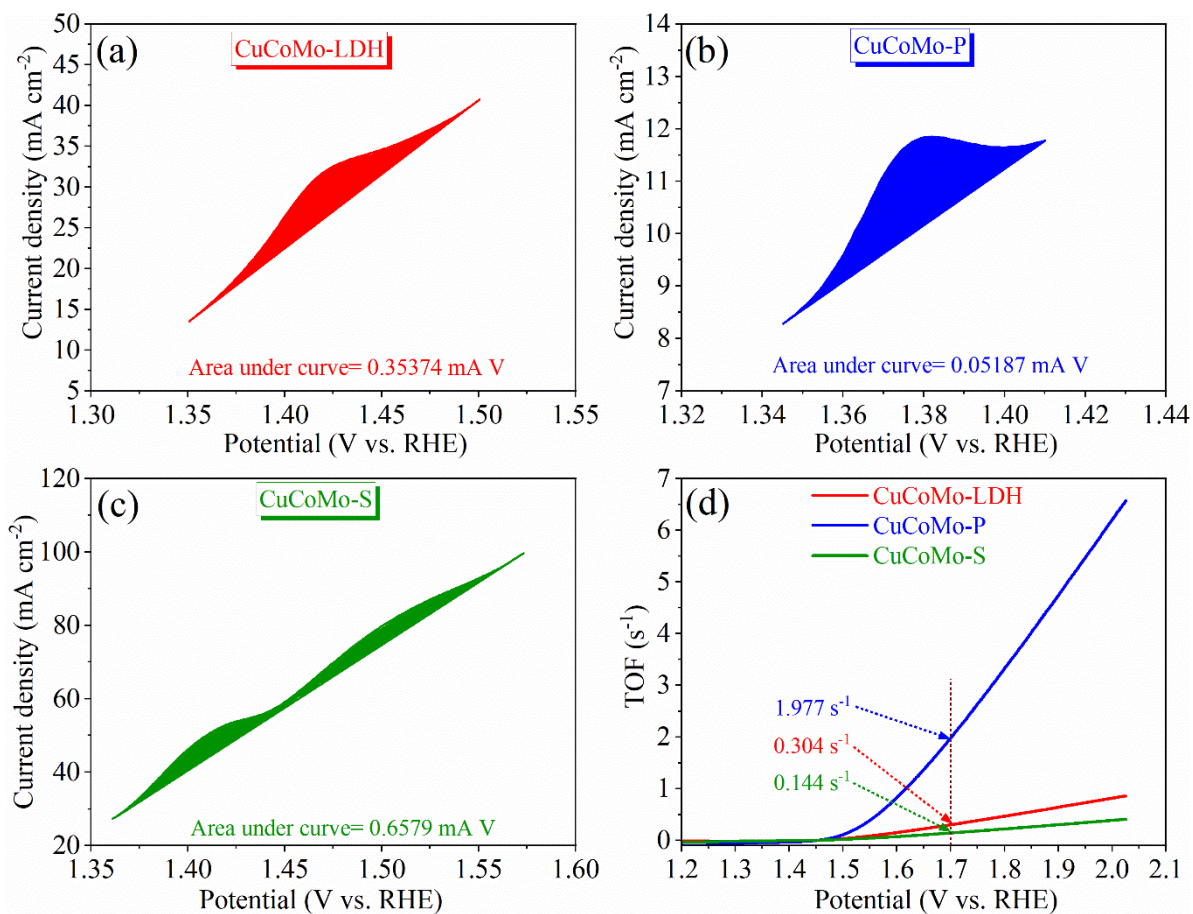 (a)
CuCoMo-LDH
Current density (mA cm-2)
50
45
40
35
30
25
20
15
10
5
Area under curve= 0.35374 mA V
1.30 1.35 1.40 1.45 1.50 1.55
Potential (V vs. RHE)
(b)
CuCoMo-P
Current density (mA cm-2)
14
13
12
11
10
9
8
7
Area under curve= 0.05187 mA V
1.32 1.34 1.36 1.38 1.40 1.42 1.44
Potential (V vs. RHE)
(c)
CuCoMo-S
Current density (mA cm-2)
120
100
80
60
40
20
Area under curve= 0.6579 mA V
1.35 1.40 1.45 1.50 1.55 1.60
Potential (V vs. RHE)
(d)
CuCoMo-LDH
CuCoMo-P
CuCoMo-S
TOF (s-1)
7
6
5
4
3
2
1
0
1.977 s-1
0.304 s-1
0.144 s-1
1.2 1.3 1.4 1.5 1.6 1.7 1.8 1.9 2.0 2.1
Potential (V vs. RHE)